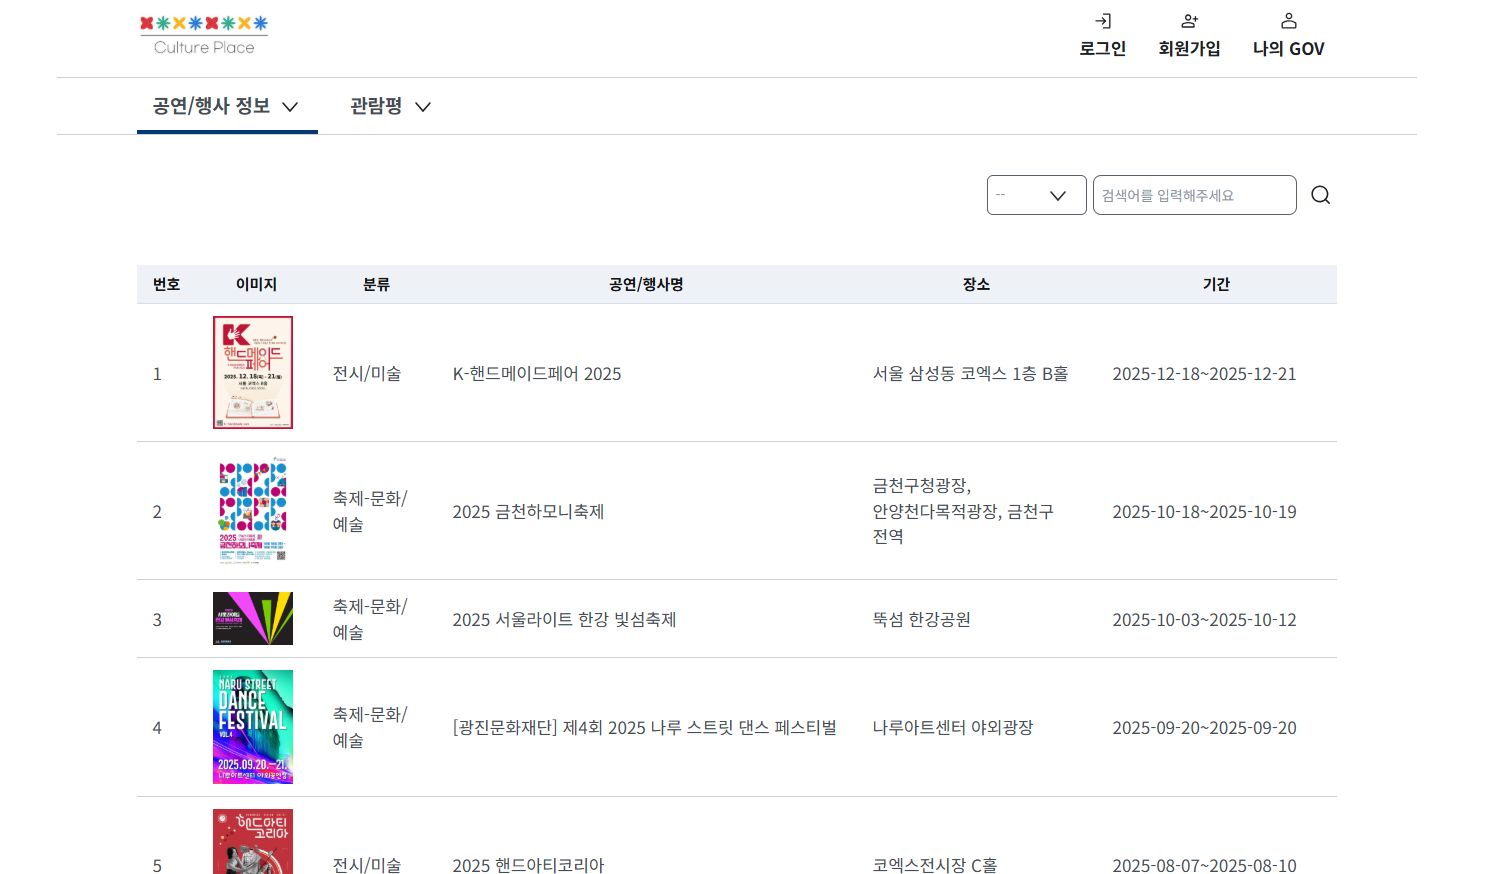 Culture Place
로그인 회원가입 나의 GOV
공연/행사 정보 관람평
-- 검색어를 입력해주세요
번호 이미지 분류 공연/행사명 장소 기간
K
핸드메이드
페어
2025. 12. 18(목) - 21(일)
서울 코엑스 B홀
1 전시/미술 K-핸드메이드페어 2025 서울 삼성동 코엑스 1층 B홀 2025-12-18~2025-12-21
2025
금천하모니축제
2 축제-문화/
예술
2025 금천하모니축제
금천구청광장,
안양천다목적광장, 금천구
전역
2025-10-18~2025-10-19
3 축제-문화/
예술
2025 서울라이트 한강 빛섬축제 뚝섬 한강공원 2025-10-03~2025-10-12
NARU STREET
DANCE
FESTIVAL
VOL.4
2025.09.20.—21.
나루아트센터 야외공연장
4 축제-문화/
예술
[광진문화재단] 제4회 2025 나루 스트릿 댄스 페스티벌 나루아트센터 야외광장 2025-09-20~2025-09-20
핸드아티
코리아
5 전시/미술 2025 핸드아티코리아 코엑스전시장 C홀 2025-08-07~2025-08-10